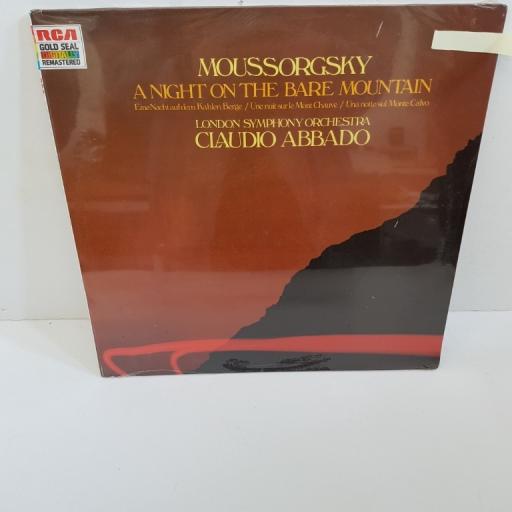 RCA
GOLD SEAL
DIGITALLY
REMASTERED
MOUSSORGSKY
A NIGHT ON THE BARE MOUNTAIN
Eine Nacht auf dem Kahlen Berge / Une nuit sur le Mont Chauve / Una notte sul Monte Calvo
LONDON SYMPHONY ORCHESTRA
CLAUDIO ABBADO